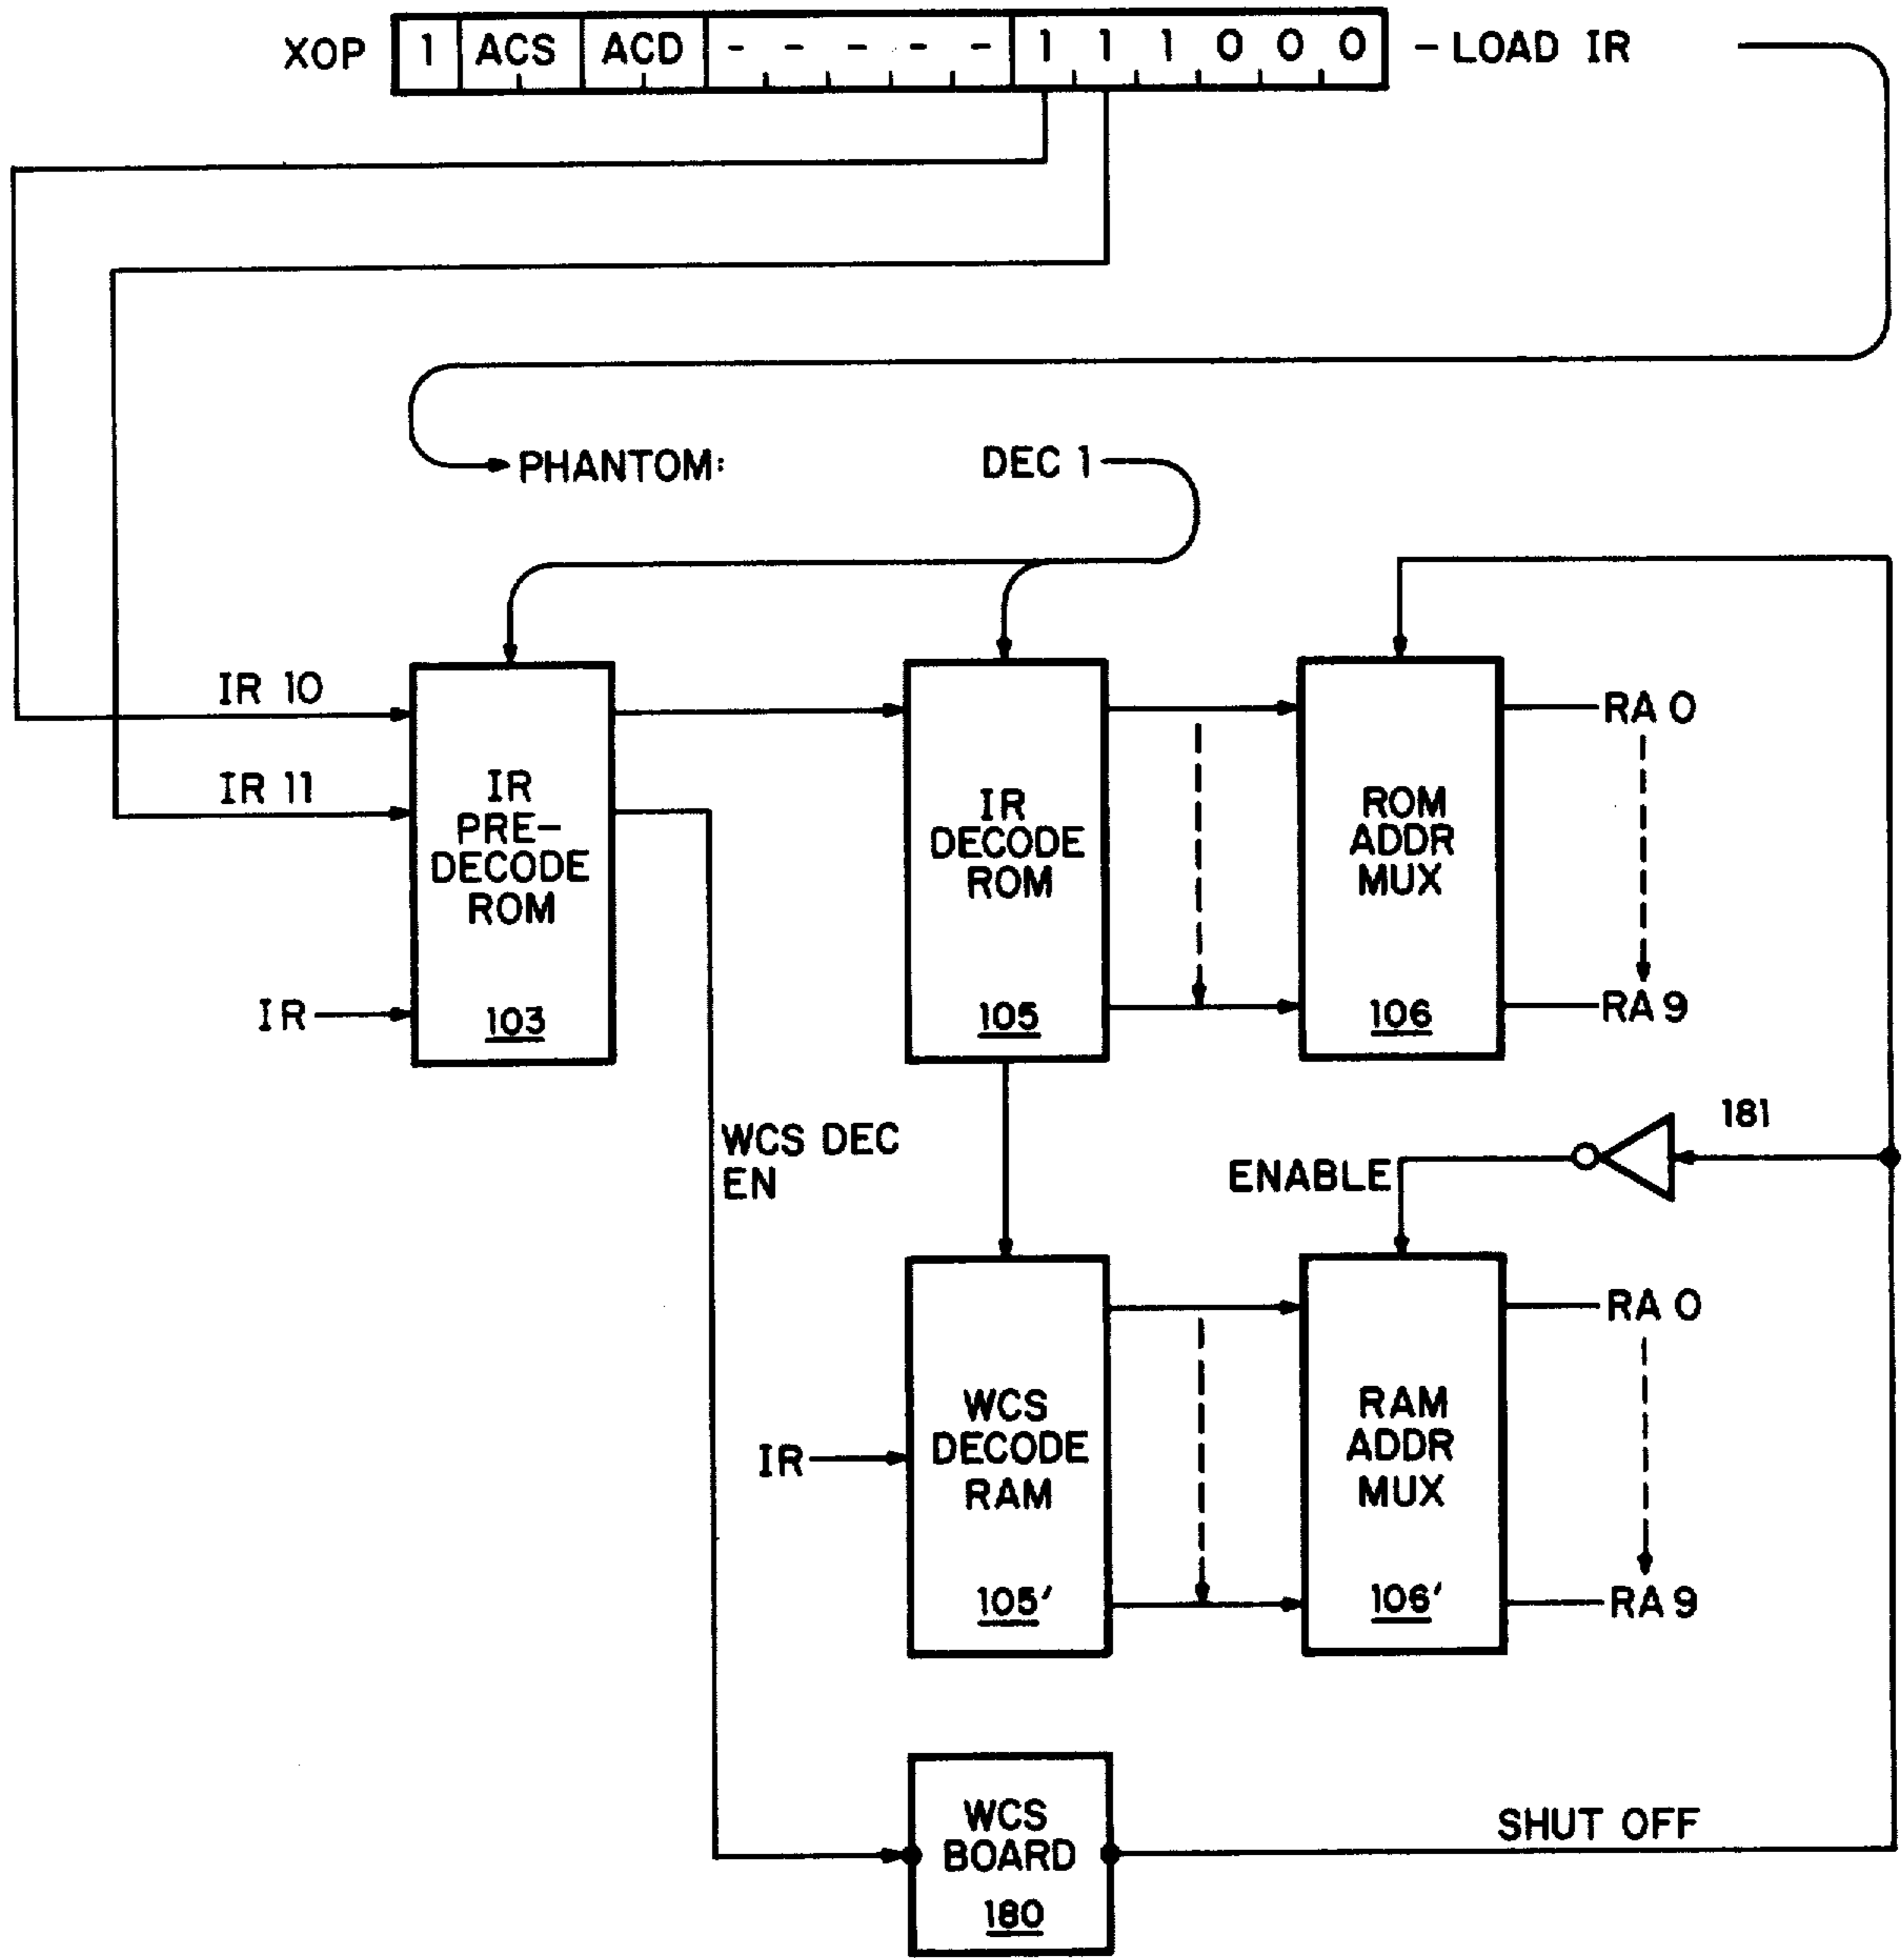 XOP 1 ACS ACD - - - - - 1 1 1 0 0 0 - LOAD IR
PHANTOM: DEC 1
IR 10
IR 11
IR
IR
PRE-
DECODE
ROM
103
IR
DECODE
ROM
105
ROM
ADDR
MUX
106
RA 0
RA 9
WCS DEC
EN
181
ENABLE
IR
WCS
DECODE
RAM
105'
RAM
ADDR
MUX
106'
RA 0
RA 9
WCS
BOARD
180
SHUT OFF